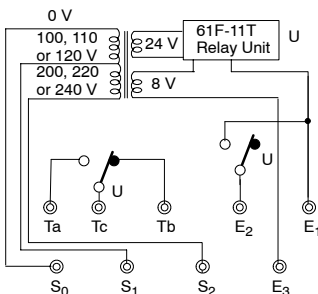 0 V
100, 110
or 120 V
200, 220
or 240 V
24 V
8 V
61F-11T
Relay Unit
U
U
U
Ta
Tc
Tb
E2
E1
S0
S1
S2
E3